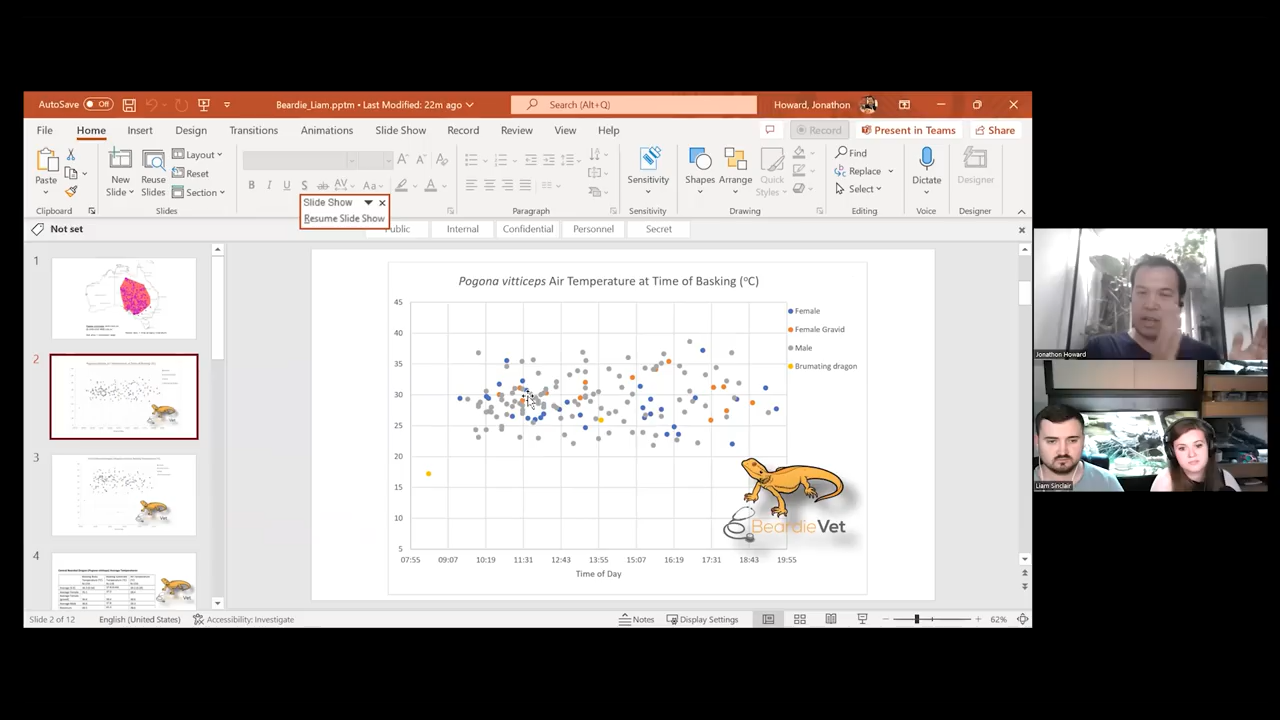 AutoSave Off Beardie_Liam.pptm • Last Modified: 22m ago Search (Alt+Q) Howard, Jonathon
File Home Insert Design Transitions Animations Slide Show Record Review View Help Record Present in Teams Share
Paste New Slide Reuse Slides Layout Reset Section
B I U S ab AV Aa A
Sensitivity Shapes Arrange Quick Styles Find Replace Select Dictate Designer
Clipboard Slides Paragraph Sensitivity Drawing Editing Voice Designer
Slide Show
Resume Slide Show
Not set Public Internal Confidential Personnel Secret
1
2
3
4
Pogona vitticeps Air Temperature at Time of Basking (°C)
45
40
35
30
25
20
15
10
5
07:55 09:07 10:19 11:31 12:43 13:55 15:07 16:19 17:31 18:43 19:55
Time of Day
Female
Female Gravid
Male
Brumating dragon
BeardieVet
Jonathon Howard
Liam Sinclair
Slide 2 of 12 English (United States) Accessibility: Investigate Notes Display Settings 62%